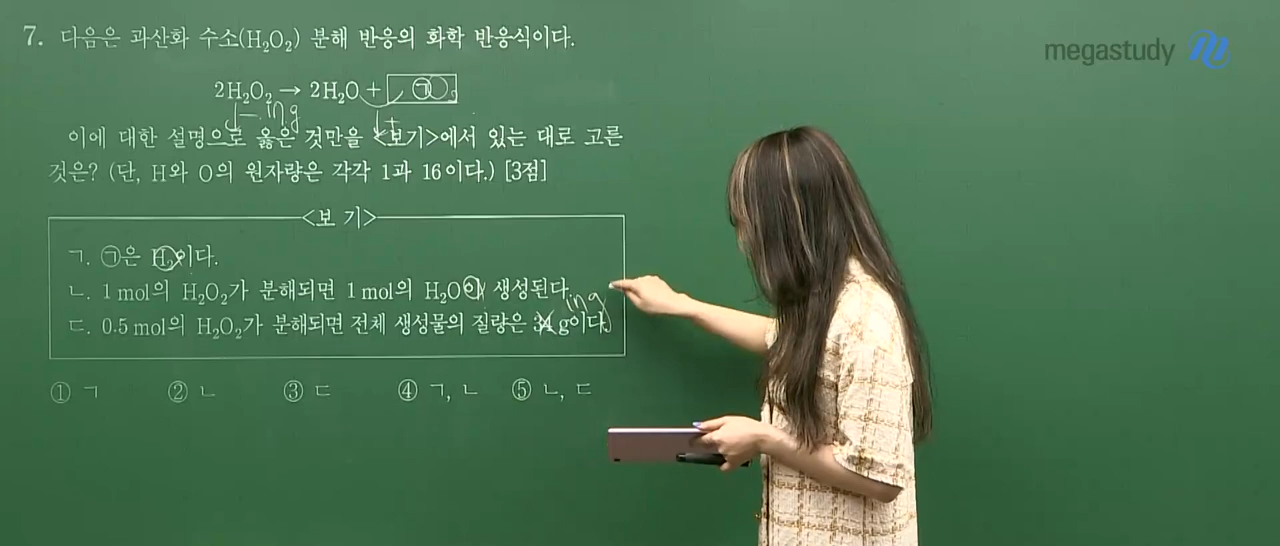 7. 다음은 과산화 수소(H₂O₂) 분해 반응의 화학 반응식이다.
megastudy
2H₂O₂ → 2H₂O + ㉠
이에 대한 설명으로 옳은 것만을 <보기>에서 있는 대로 고른
것은? (단, H와 O의 원자량은 각각 1과 16이다.) [3점]
<보 기>
ㄱ. ㉠은 H₂이다.
ㄴ. 1 mol의 H₂O₂가 분해되면 1 mol의 H₂O이 생성된다.
ㄷ. 0.5 mol의 H₂O₂가 분해되면 전체 생성물의 질량은 34 g이다.
① ㄱ ② ㄴ ③ ㄷ ④ ㄱ, ㄴ ⑤ ㄴ, ㄷ